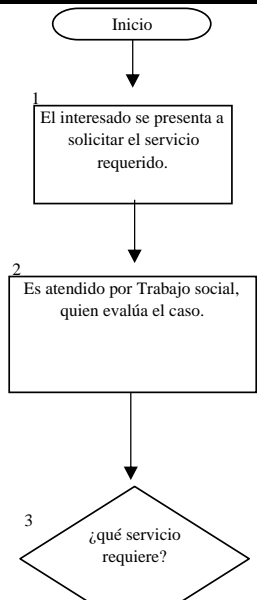 Inicio
1
El interesado se presenta a
solicitar el servicio
requerido.
2
Es atendido por Trabajo social,
quien evalúa el caso.
3
¿qué servicio
requiere?